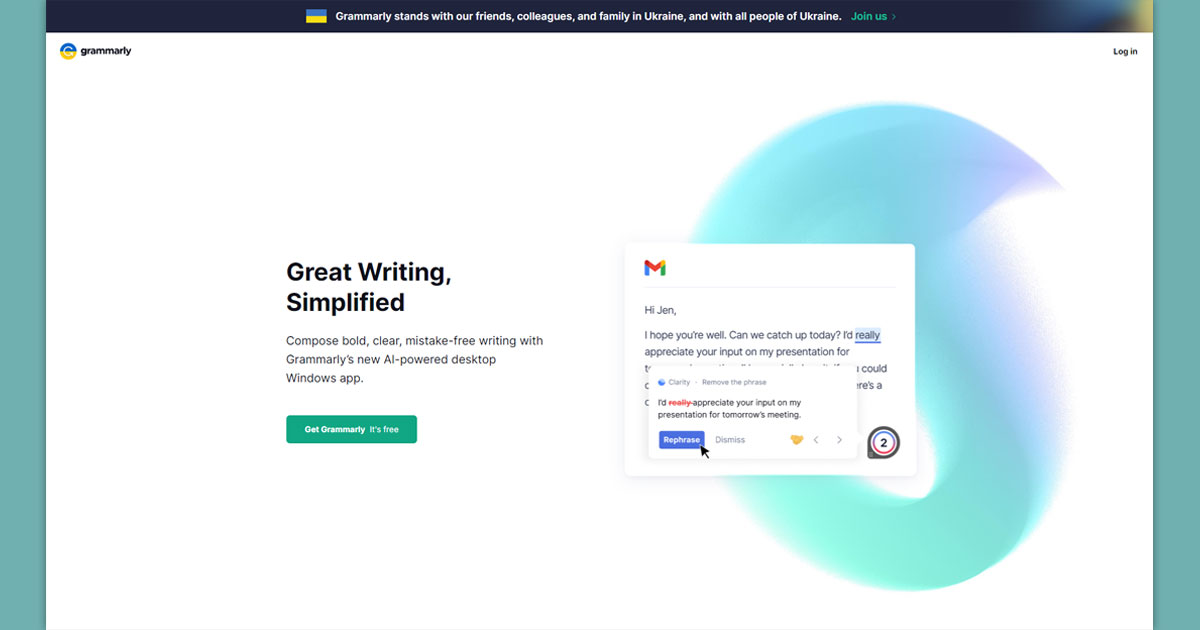 Grammarly stands with our friends, colleagues, and family in Ukraine, and with all people of Ukraine. Join us
grammarly
Log in
Great Writing,
Simplified
Compose bold, clear, mistake-free writing with
Grammarly's new AI-powered desktop
Windows app.
Get Grammarly It's free
Hi Jen,
I hope you're well. Can we catch up today? I'd really
appreciate your input on my presentation for
could
Clarity · Remove the phrase
I'd really appreciate your input on my
presentation for tomorrow's meeting.
Rephrase Dismiss
2